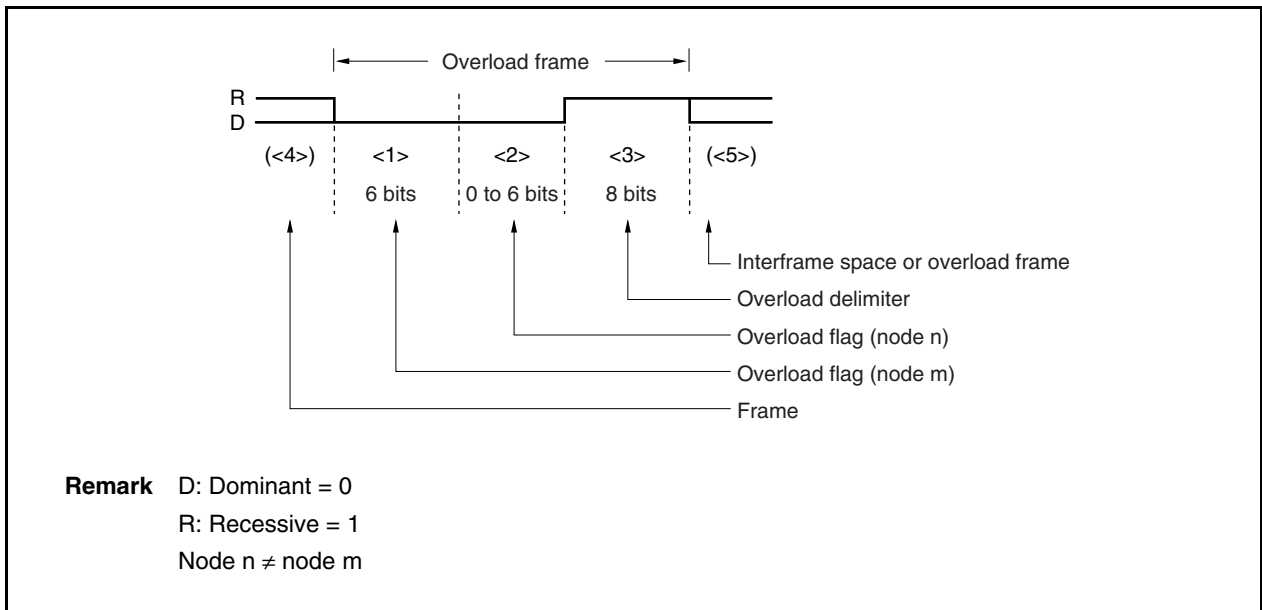 Overload frame
R
D
(<4>) <1> <2> <3> (<5>)
6 bits 0 to 6 bits 8 bits
Interframe space or overload frame
Overload delimiter
Overload flag (node n)
Overload flag (node m)
Frame
Remark D: Dominant = 0
R: Recessive = 1
Node n ≠ node m